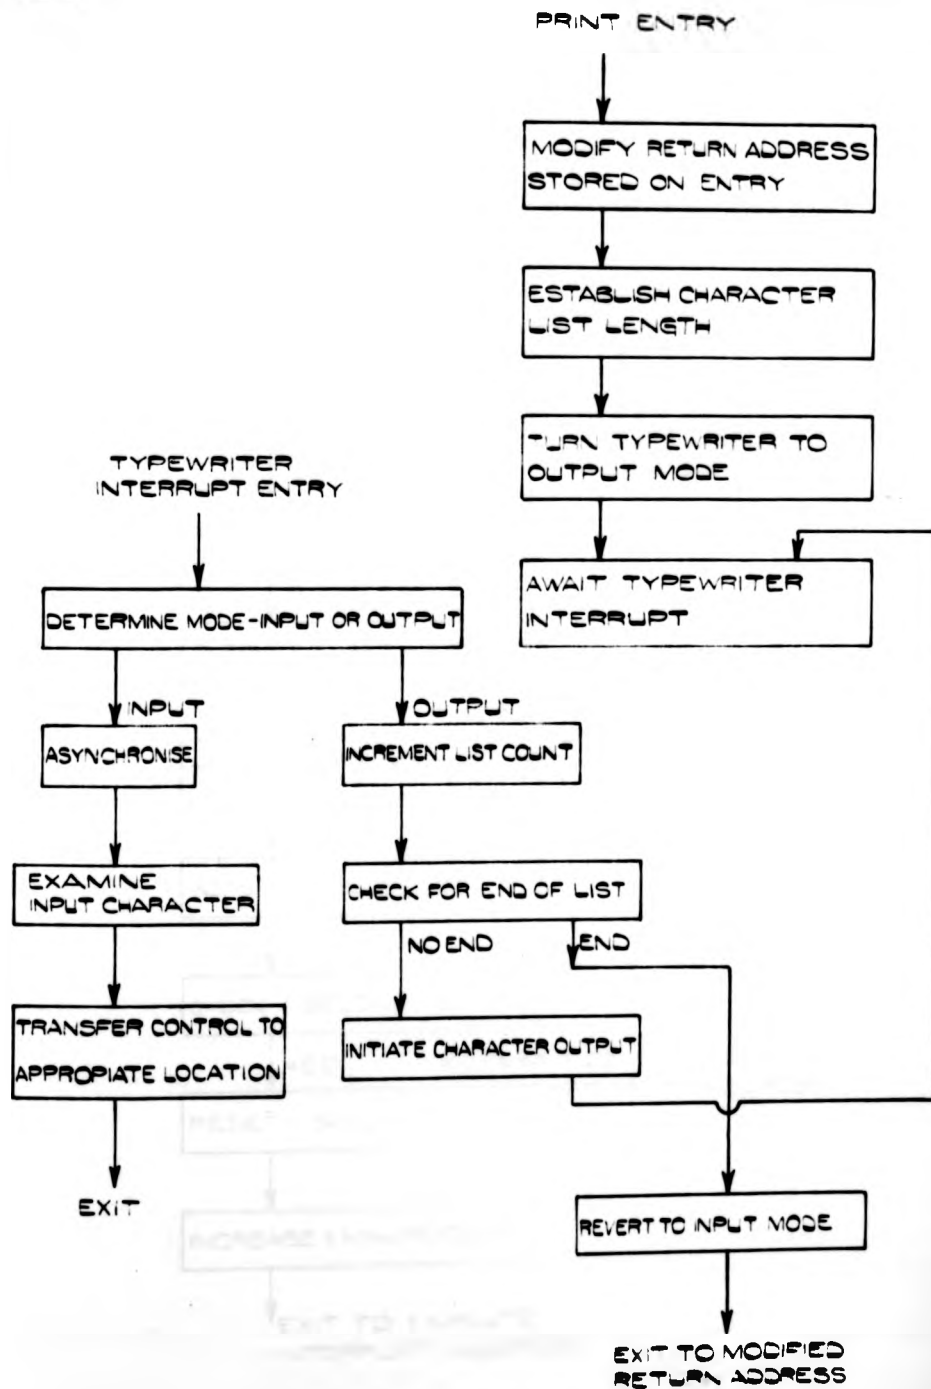 PRINT ENTRY
MODIFY RETURN ADDRESS
STORED ON ENTRY
ESTABLISH CHARACTER
LIST LENGTH
TURN TYPEWRITER TO
OUTPUT MODE
AWAIT TYPEWRITER
INTERRUPT
TYPEWRITER
INTERRUPT ENTRY
DETERMINE MODE-INPUT OR OUTPUT
INPUT
OUTPUT
ASYNCHRONISE
INCREMENT LIST COUNT
EXAMINE
INPUT CHARACTER
CHECK FOR END OF LIST
NO END
END
TRANSFER CONTROL TO
APPROPIATE LOCATION
INITIATE CHARACTER OUTPUT
EXIT
REVERT TO INPUT MODE
EXIT TO MODIFIED
RETURN ADDRESS
INCREASE
EXIT TO